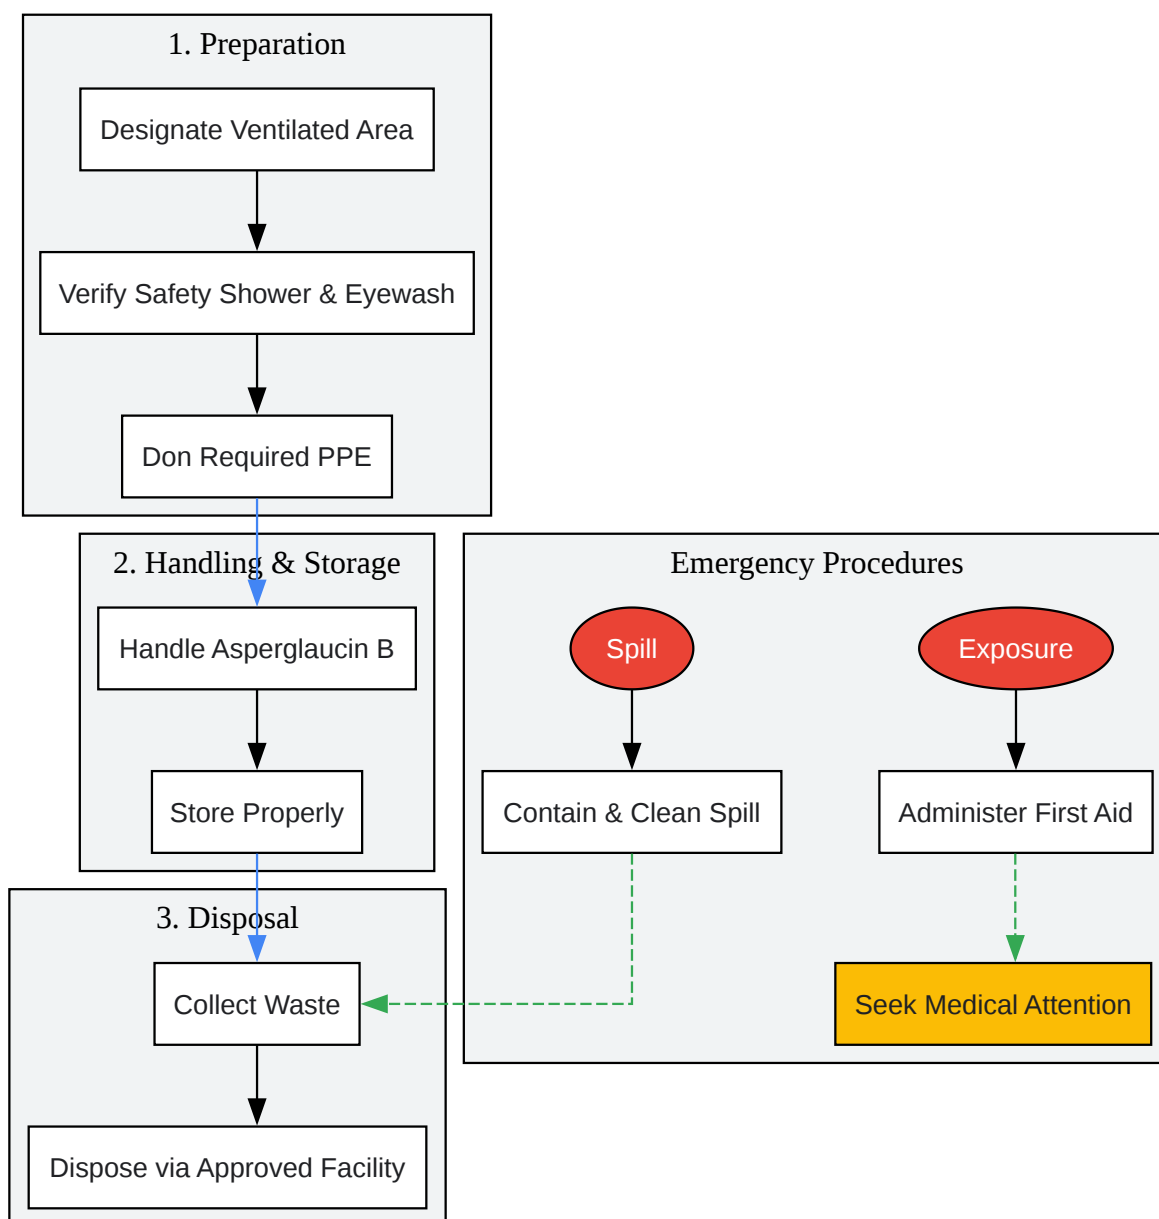 1. Preparation
Designate Ventilated Area
Verify Safety Shower & Eyewash
Don Required PPE
2. Handling & Storage
Handle Asperglaucin B
Store Properly
Emergency Procedures
Spill
Exposure
Contain & Clean Spill
Administer First Aid
Seek Medical Attention
3. Disposal
Collect Waste
Dispose via Approved Facility